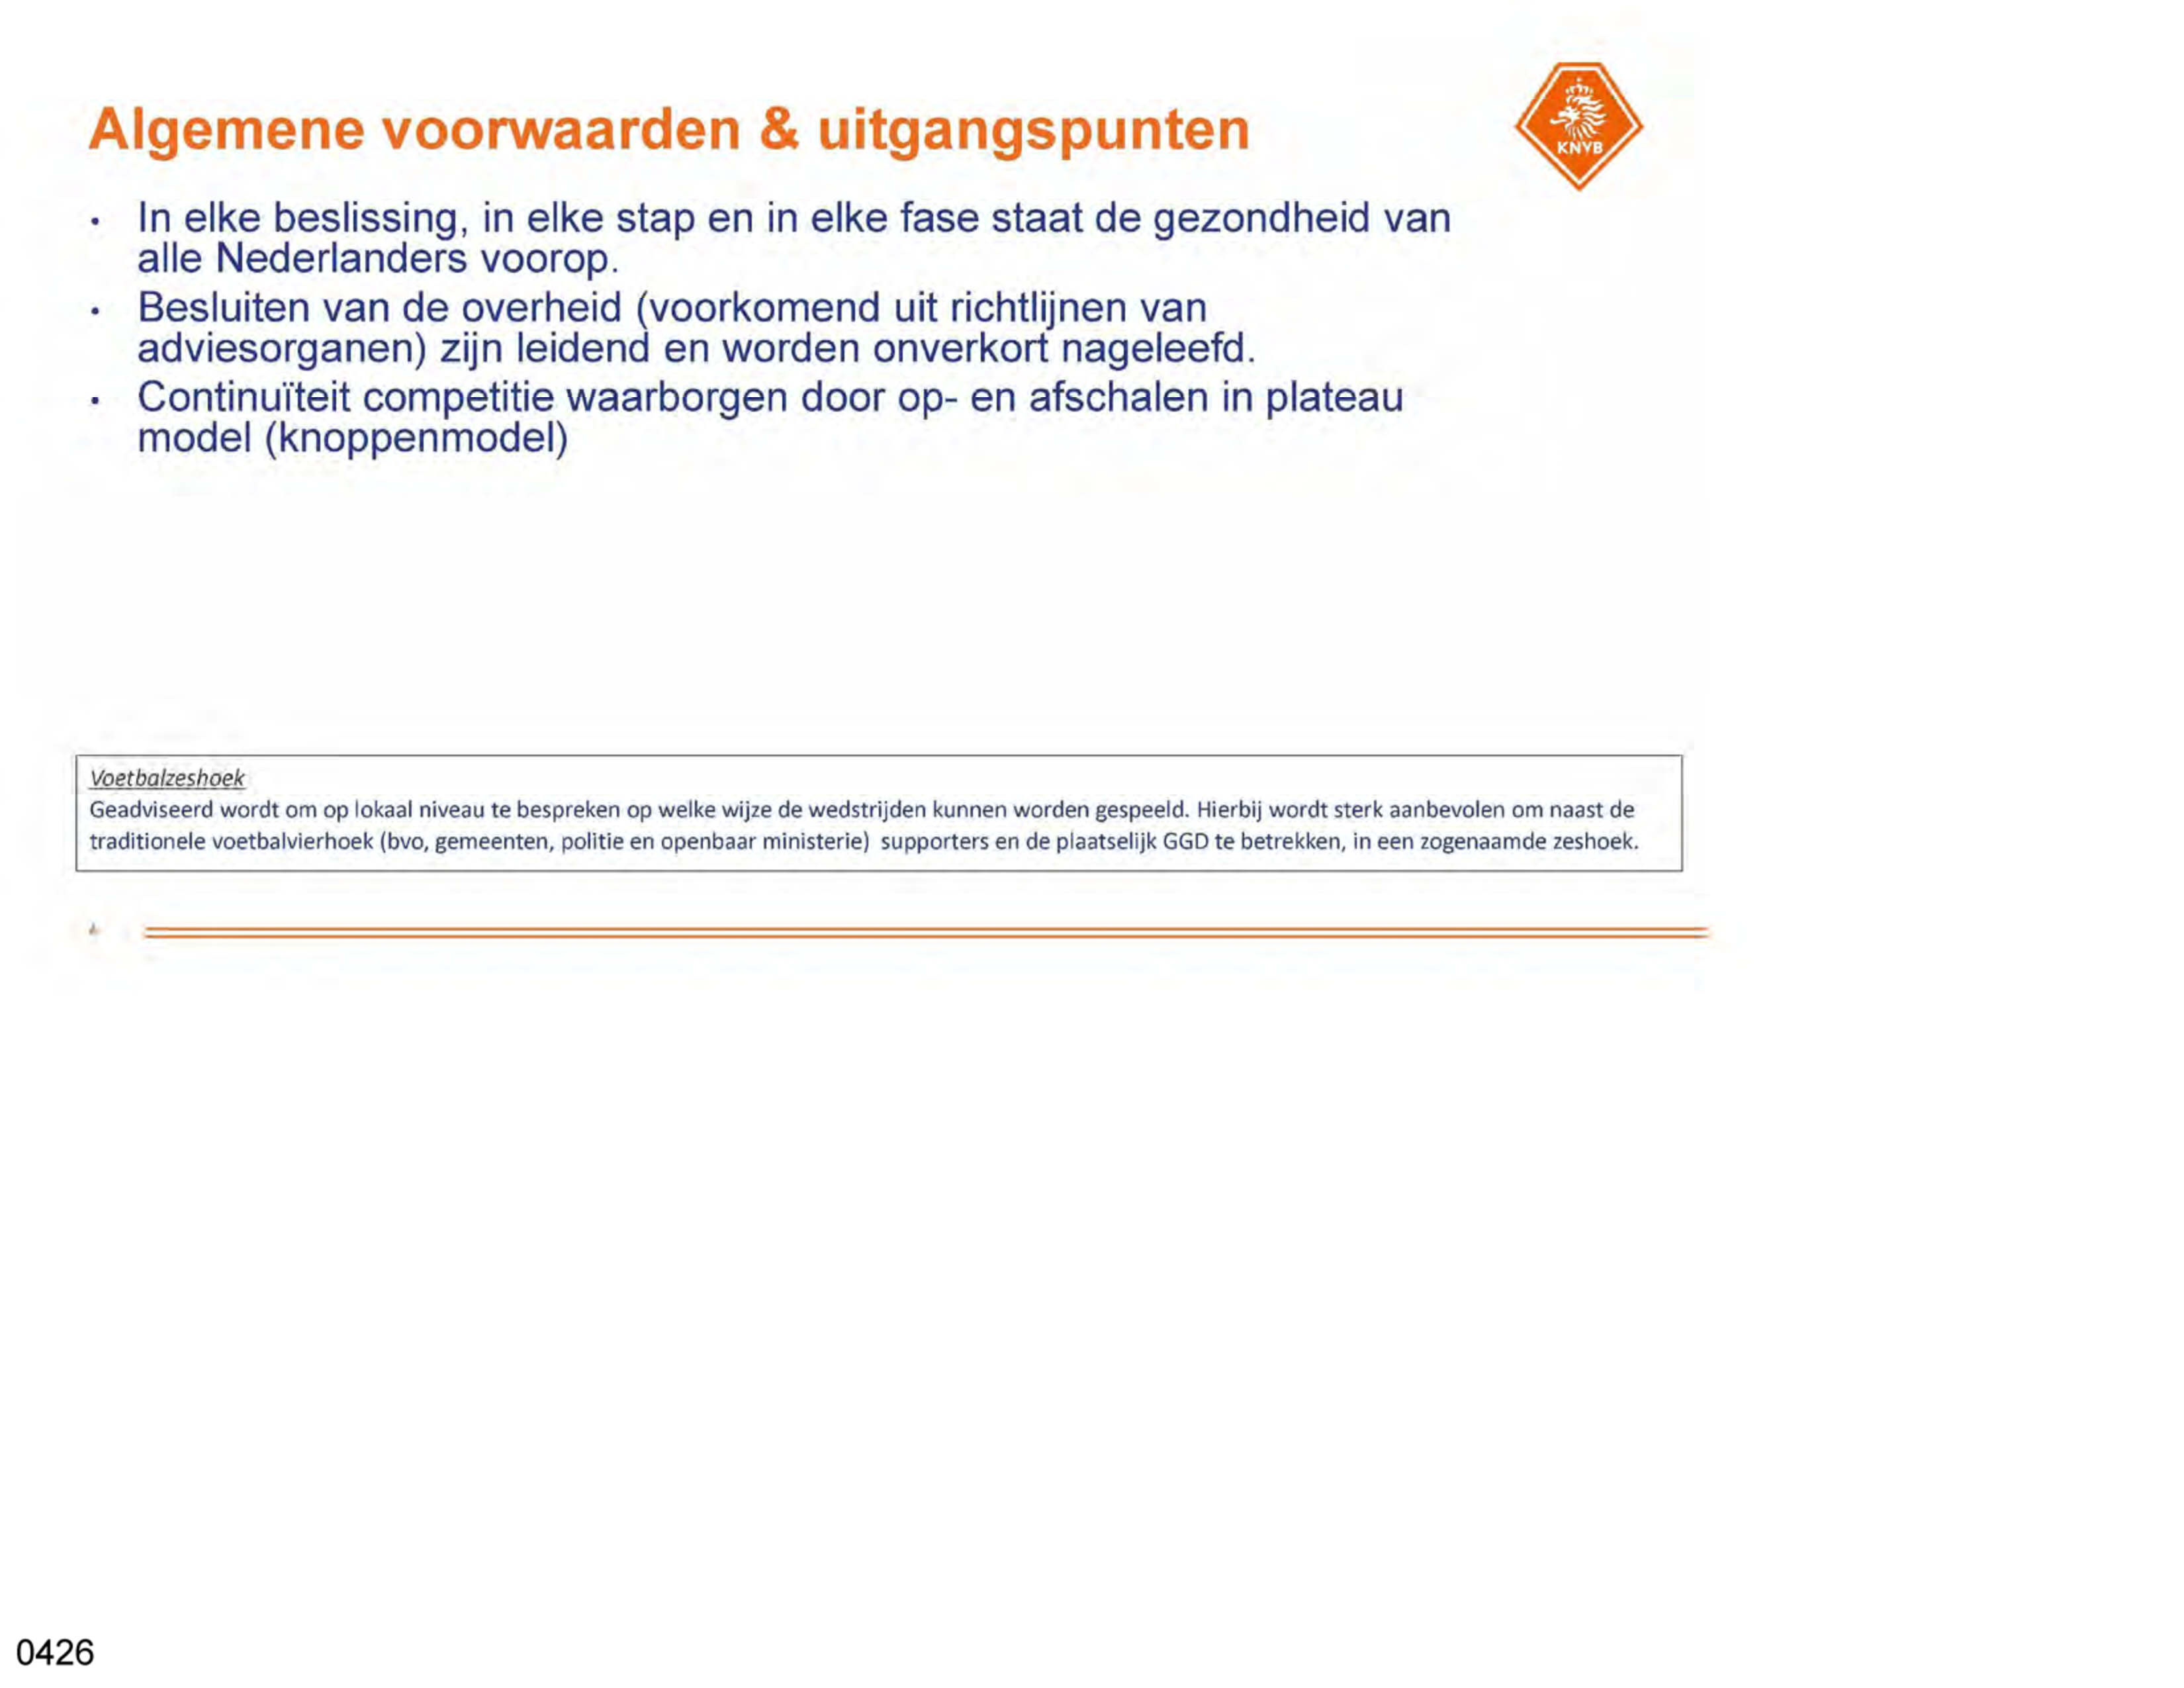 Algemene voorwaarden & uitgangspunten
KNVB
• In elke beslissing, in elke stap en in elke fase staat de gezondheid van
alle Nederlanders voorop.
• Besluiten van de overheid (voorkomend uit richtlijnen van
adviesorganen) zijn leidend en worden onverkort nageleefd.
• Continuïteit competitie waarborgen door op- en afschalen in plateau
model (knoppenmodel)
Voetbalzeshoek
Geadviseerd wordt om op lokaal niveau te bespreken op welke wijze de wedstrijden kunnen worden gespeeld. Hierbij wordt sterk aanbevolen om naast de
traditionele voetbalvierhoek (bvo, gemeenten, politie en openbaar ministerie) supporters en de plaatselijk GGD te betrekken, in een zogenaamde zeshoek.
0426